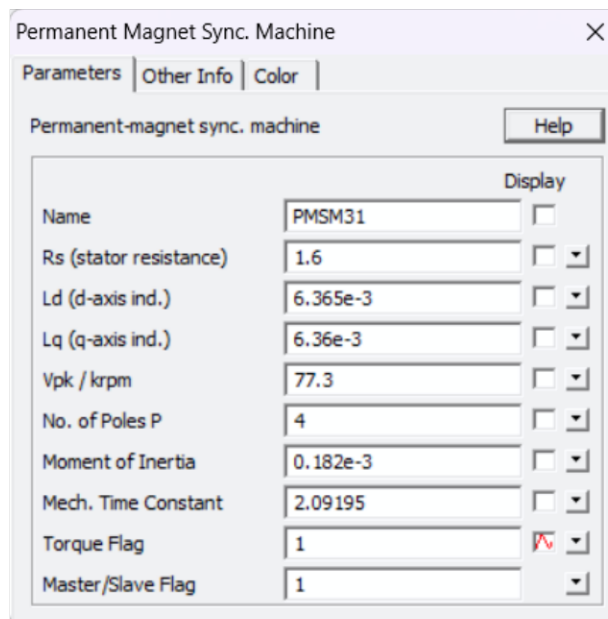 Permanent Magnet Sync. Machine
Parameters Other Info Color
Permanent-magnet sync. machine Help
Display
Name PMSM31
Rs (stator resistance) 1.6
Ld (d-axis ind.) 6.365e-3
Lq (q-axis ind.) 6.36e-3
Vpk / krpm 77.3
No. of Poles P 4
Moment of Inertia 0.182e-3
Mech. Time Constant 2.09195
Torque Flag 1
Master/Slave Flag 1